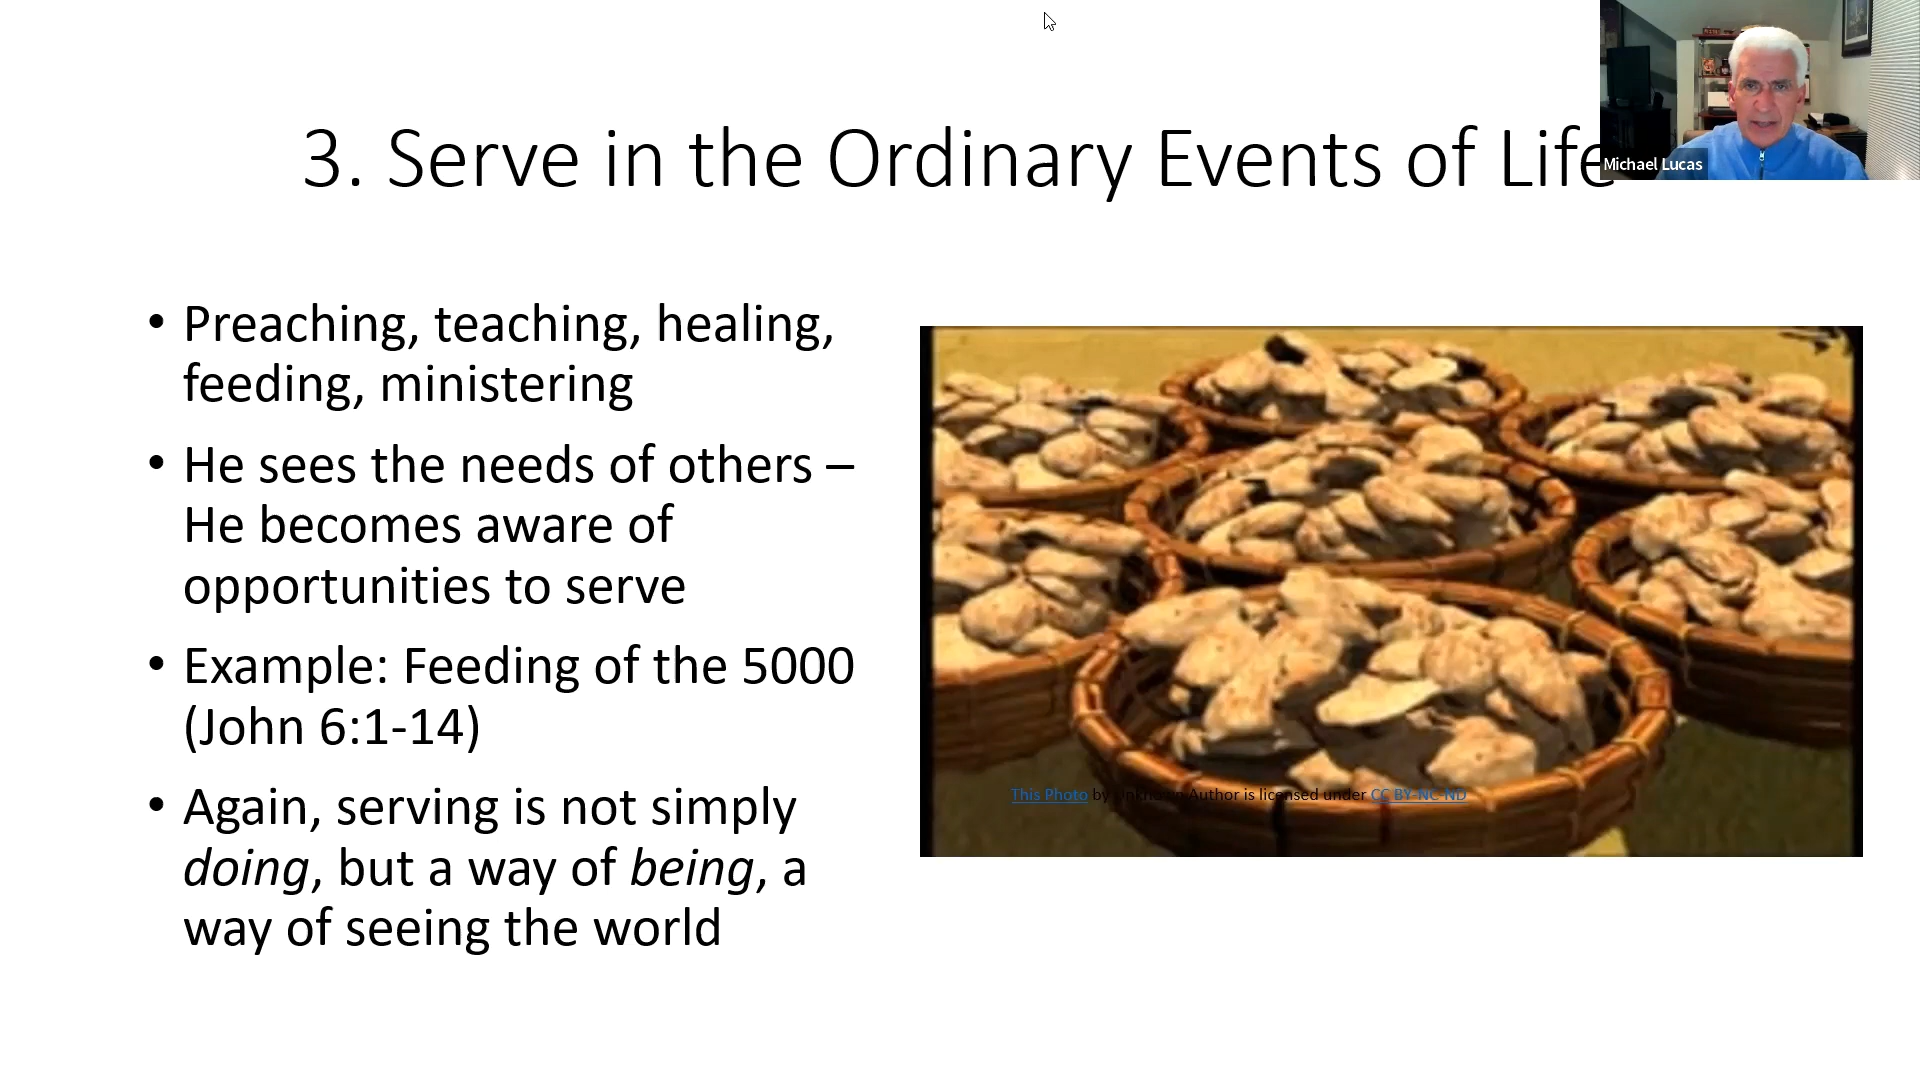 3. Serve in the Ordinary Events of Life
Michael Lucas
• Preaching, teaching, healing,
feeding, ministering
• He sees the needs of others –
He becomes aware of
opportunities to serve
• Example: Feeding of the 5000
(John 6:1-14)
• Again, serving is not simply
doing, but a way of being, a
way of seeing the world
This Photo by Unknown Author is licensed under CC BY-NC-ND